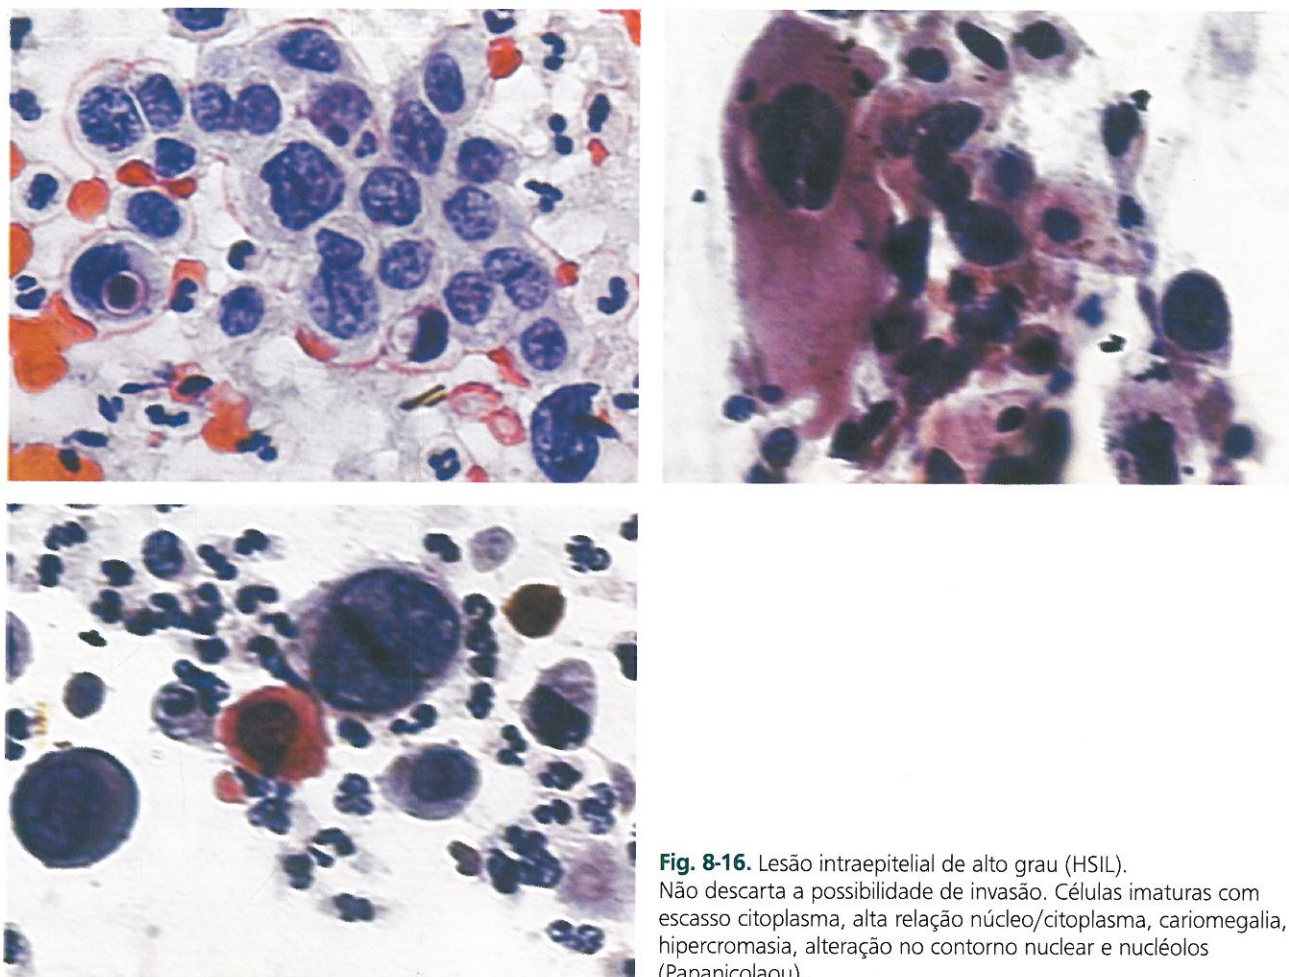 Fig. 8-16. Lesão intraepitelial de alto grau (HSIL).
Não descarta a possibilidade de invasão. Células imaturas com
escasso citoplasma, alta relação núcleo/citoplasma, cariomegalia,
hipercromasia, alteração no contorno nuclear e nucléolos
(Papanicolaou)